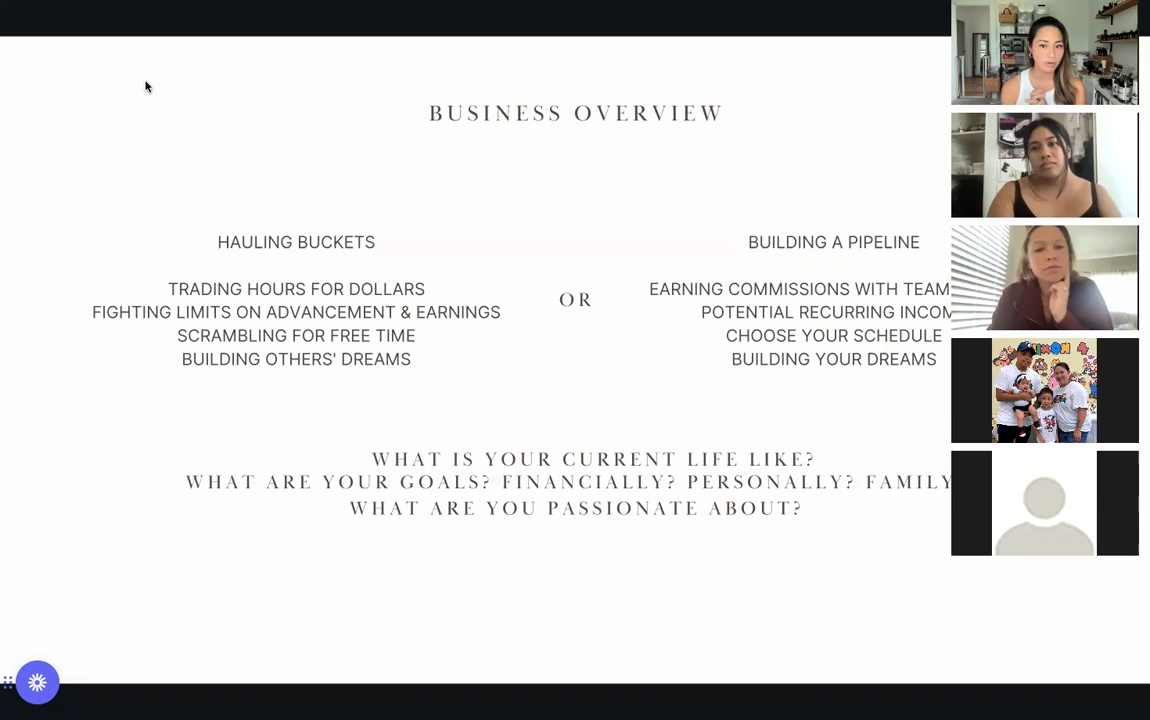 BUSINESS OVERVIEW
HAULING BUCKETS
TRADING HOURS FOR DOLLARS
FIGHTING LIMITS ON ADVANCEMENT & EARNINGS
SCRAMBLING FOR FREE TIME
BUILDING OTHERS' DREAMS
OR
BUILDING A PIPELINE
EARNING COMMISSIONS WITH TEAM
POTENTIAL RECURRING INCOM
CHOOSE YOUR SCHEDULE
BUILDING YOUR DREAMS
WHAT IS YOUR CURRENT LIFE LIKE?
WHAT ARE YOUR GOALS? FINANCIALLY? PERSONALLY? FAMILY
WHAT ARE YOU PASSIONATE ABOUT?